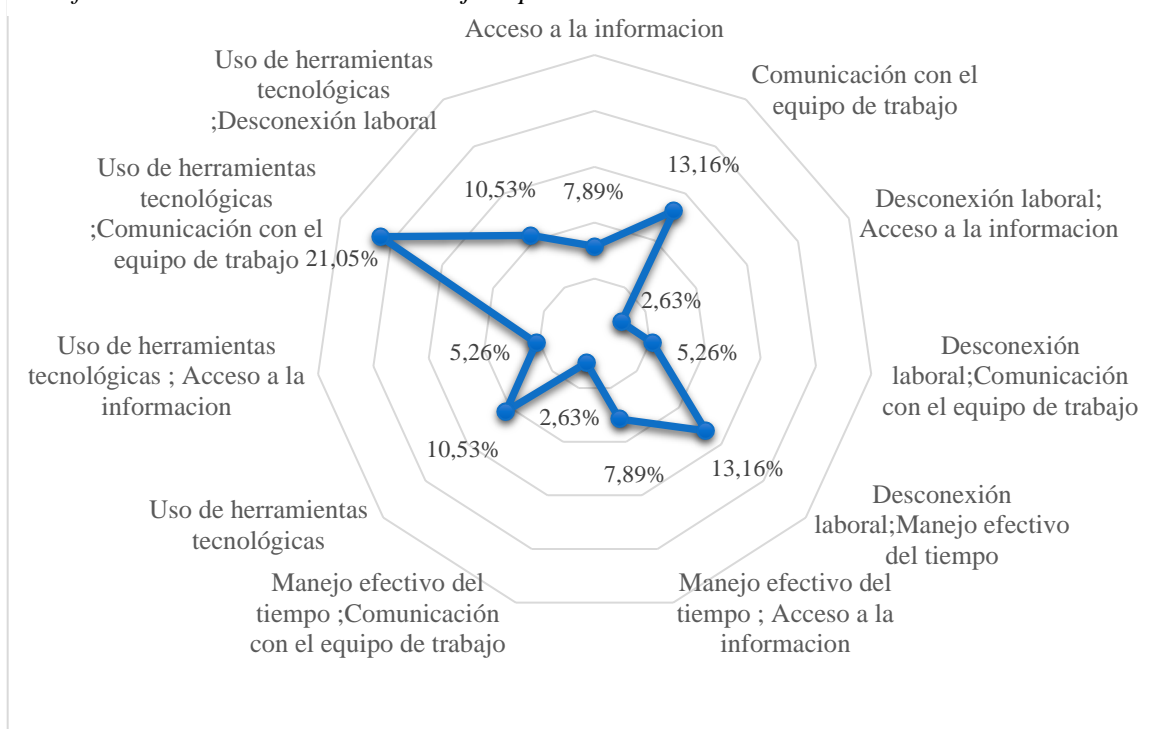 Acceso a la informacion
Comunicación con el
equipo de trabajo
Desconexión laboral;
Acceso a la informacion
Desconexión
laboral;Comunicación
con el equipo de trabajo
Desconexión
laboral;Manejo efectivo
del tiempo
Manejo efectivo del
tiempo ; Acceso a la
informacion
Manejo efectivo del
tiempo ;Comunicación
con el equipo de trabajo
Uso de herramientas
tecnológicas
Uso de herramientas
tecnológicas ; Acceso a la
informacion
Uso de herramientas
tecnológicas
;Comunicación con el
equipo de trabajo
Uso de herramientas
tecnológicas
;Desconexión laboral
7,89%
13,16%
2,63%
5,26%
13,16%
7,89%
2,63%
10,53%
5,26%
21,05%
10,53%